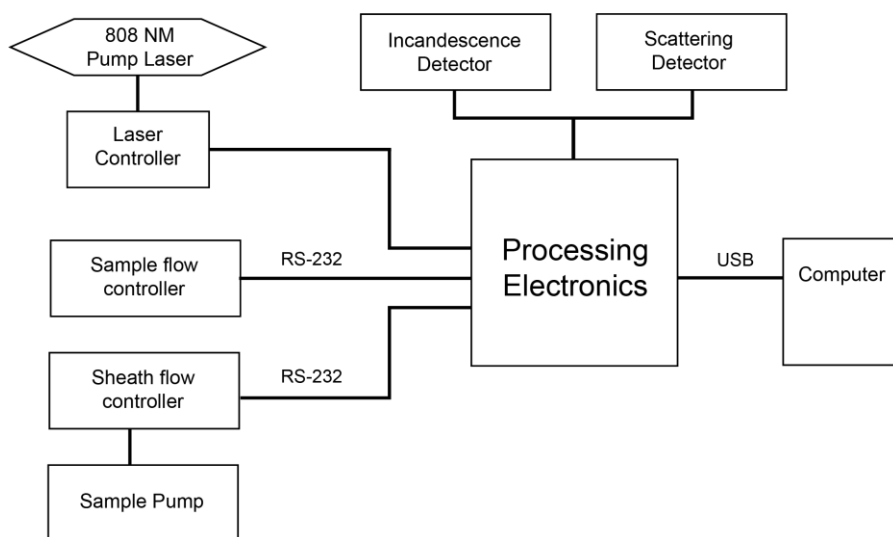 808 NM
Pump Laser
Incandescence
Detector
Scattering
Detector
Laser
Controller
Processing
Electronics
Sample flow
controller
RS-232
USB
Computer
Sheath flow
controller
RS-232
Sample Pump